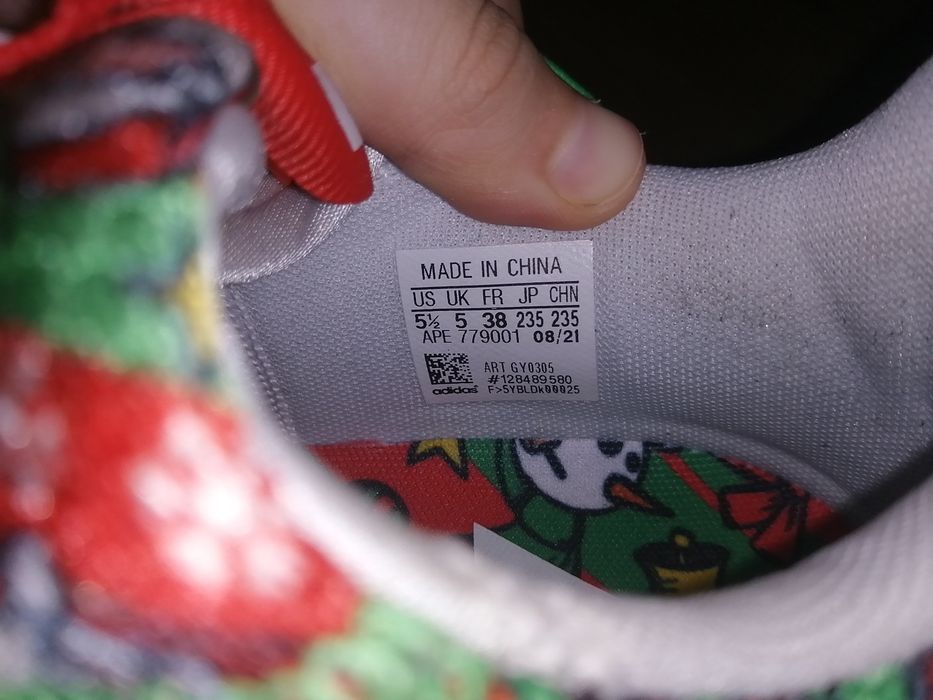 MADE IN CHINA
US UK FR JP CHN
5½ 5 38 235 235
APE 779001 08/21
ART GY0305
#128489580
adidas F>5YBLDk00025